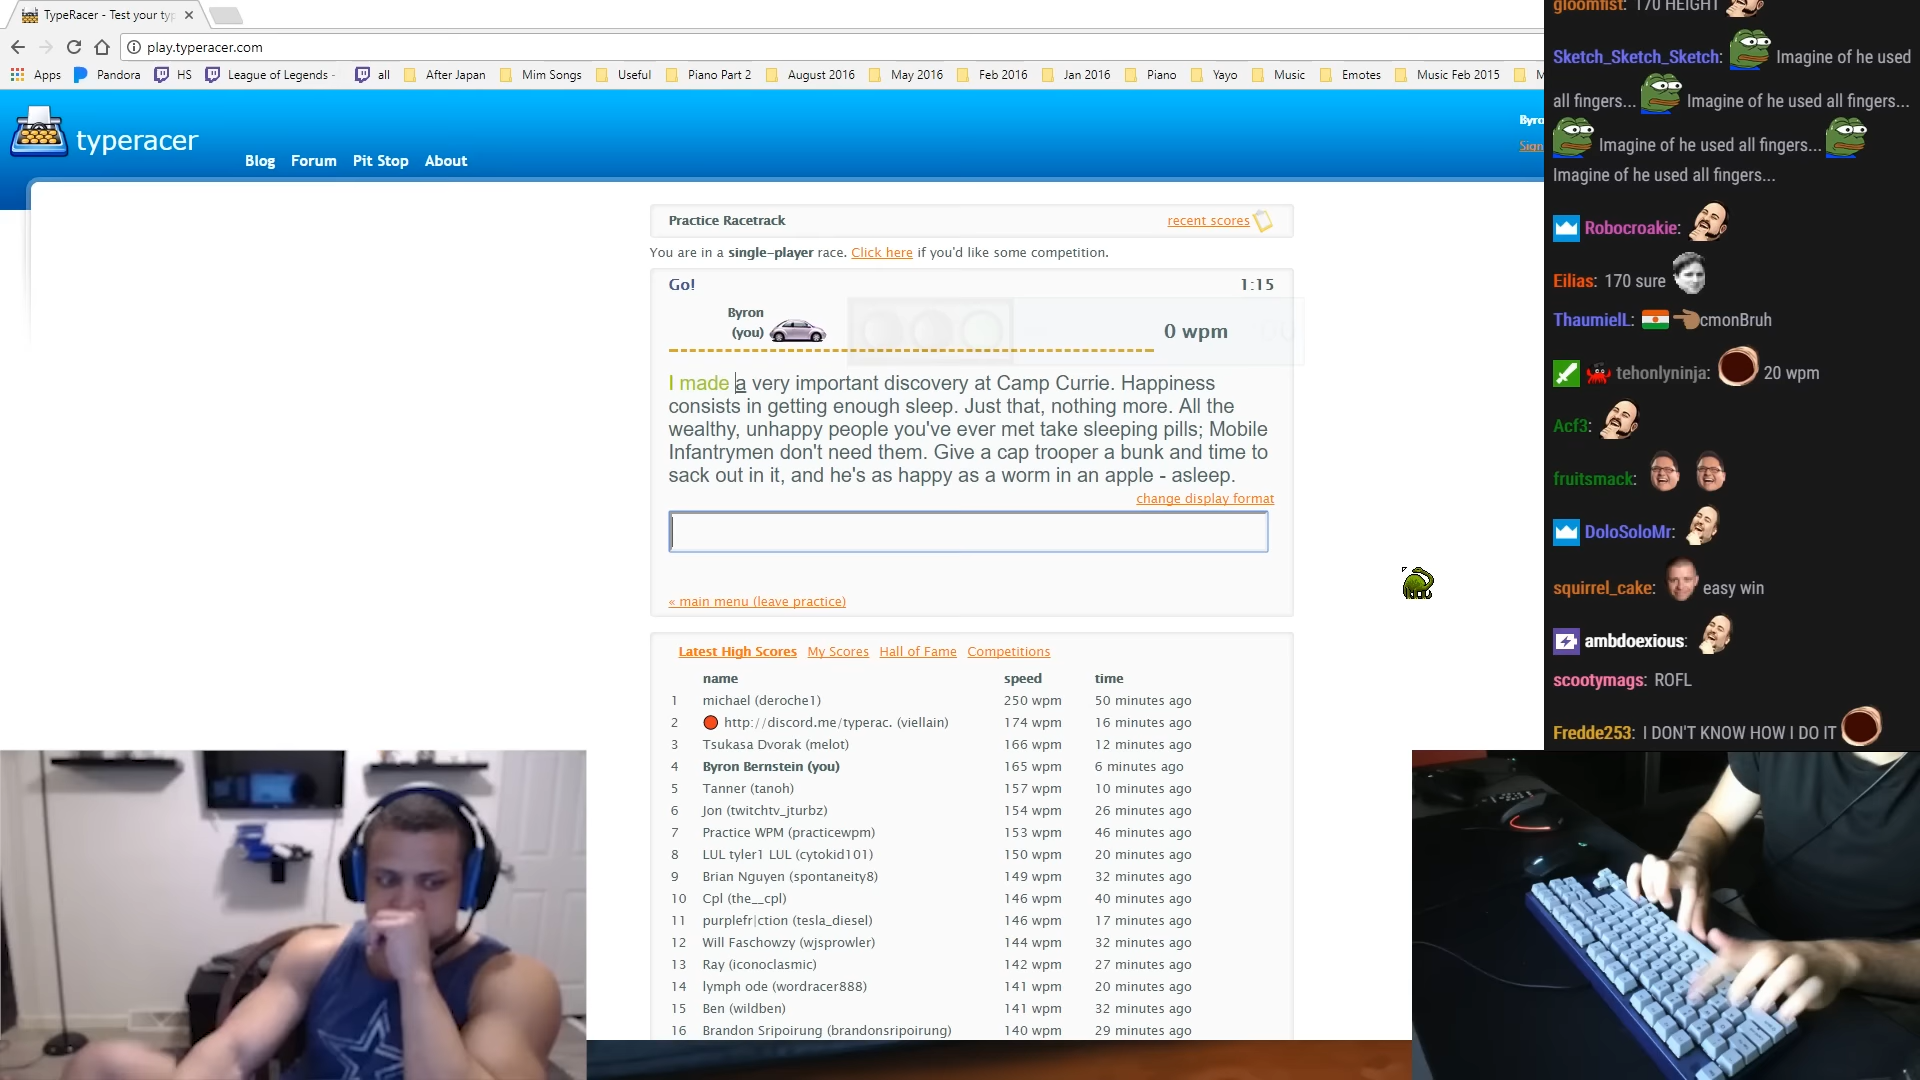 TypeRacer - Test your typ
play.typeracer.com
Apps Pandora HS League of Legends - all After Japan Mim Songs Useful Piano Part 2 August 2016 May 2016 Feb 2016 Jan 2016 Piano Yayo Music Emotes Music Feb 2015
typeracer
Blog Forum Pit Stop About
Byro
Sign
Practice Racetrack
recent scores
You are in a single-player race. Click here if you'd like some competition.
Go! 1:15
Byron
(you)
0 wpm
I made a very important discovery at Camp Currie. Happiness
consists in getting enough sleep. Just that, nothing more. All the
wealthy, unhappy people you've ever met take sleeping pills; Mobile
Infantrymen don't need them. Give a cap trooper a bunk and time to
sack out in it, and he's as happy as a worm in an apple - asleep.
change display format
« main menu (leave practice)
Latest High Scores My Scores Hall of Fame Competitions
name speed time
1 michael (deroche1) 250 wpm 50 minutes ago
2 http://discord.me/typerac. (viellain) 174 wpm 16 minutes ago
3 Tsukasa Dvorak (melot) 166 wpm 12 minutes ago
4 Byron Bernstein (you) 165 wpm 6 minutes ago
5 Tanner (tanoh) 157 wpm 10 minutes ago
6 Jon (twitchtv_jturbz) 154 wpm 26 minutes ago
7 Practice WPM (practicewpm) 153 wpm 46 minutes ago
8 LUL tyler1 LUL (cytokid101) 150 wpm 20 minutes ago
9 Brian Nguyen (spontaneity8) 149 wpm 32 minutes ago
10 Cpl (the__cpl) 146 wpm 40 minutes ago
11 purplefr|ction (tesla_diesel) 146 wpm 17 minutes ago
12 Will Faschowzy (wjsprowler) 144 wpm 32 minutes ago
13 Ray (iconoclasmic) 142 wpm 27 minutes ago
14 lymph ode (wordracer888) 141 wpm 20 minutes ago
15 Ben (wildben) 141 wpm 32 minutes ago
16 Brandon Sripoirung (brandonsripoirung) 140 wpm 29 minutes ago
gloomfist: 170 HEIGHT
Sketch_Sketch_Sketch: Imagine of he used
all fingers... Imagine of he used all fingers...
Imagine of he used all fingers...
Imagine of he used all fingers...
Robocroakie:
Eilias: 170 sure
ThaumielL: cmonBruh
tehonlyninja: 20 wpm
Acf3:
fruitsmack:
DoloSoloMr:
squirrel_cake: easy win
ambdoexious:
scootymags: ROFL
Fredde253: I DON'T KNOW HOW I DO IT